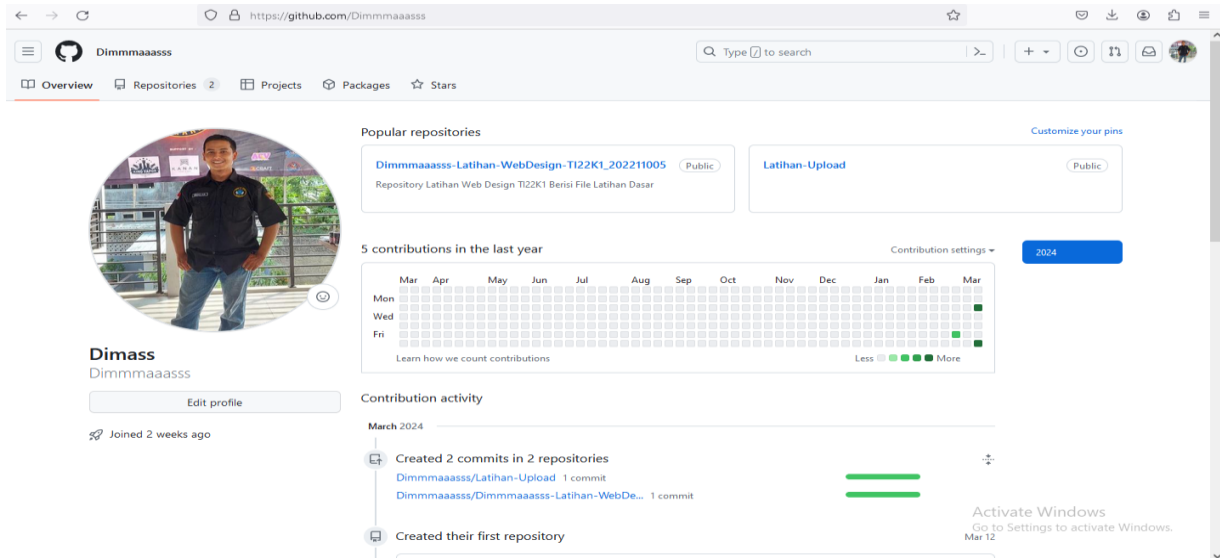 https://github.com/Dimmmaaasss
Dimmmaaasss
Type / to search
Overview Repositories 2 Projects Packages Stars
Popular repositories Customize your pins
Dimmmaaasss-Latihan-WebDesign-TI22K1_202211005 Public
Repository Latihan Web Design TI22K1 Berisi File Latihan Dasar
Latihan-Upload Public
5 contributions in the last year Contribution settings 2024
Mar Apr May Jun Jul Aug Sep Oct Nov Dec Jan Feb Mar
Mon
Wed
Fri
Learn how we count contributions Less More
Dimass
Dimmmaaasss
Edit profile
Joined 2 weeks ago
Contribution activity
March 2024
Created 2 commits in 2 repositories
Dimmmaaasss/Latihan-Upload 1 commit
Dimmmaaasss/Dimmmaaasss-Latihan-WebDe... 1 commit
Created their first repository Mar 12
Activate Windows
Go to Settings to activate Windows.